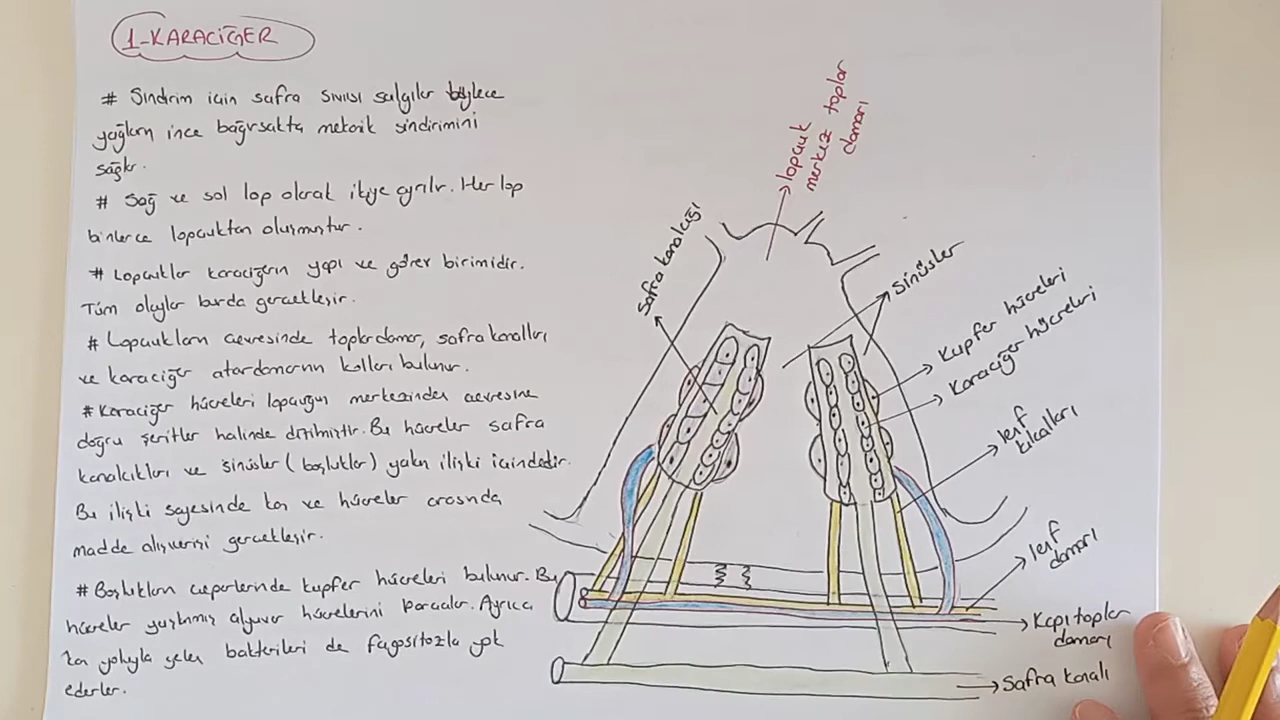 1-KARACİĞER
# Sindirim için safra sıvısı salgılar böylece
yağların ince bağırsakta mekanik sindirimini
sağlar.
# Sağ ve sol lop olarak ikiye ayrılır. Her lop
binlerce lopçuktan oluşmuştur.
# Lopçuklar karaciğerin yapı ve görev birimidir.
Tüm olaylar burda gerçekleşir.
# Lopçukların çevresinde toplardamar, safra kanalları
ve karaciğer atardamarının kolları bulunur.
# Karaciğer hücreleri lopçuğun merkezinden çevresine
doğru şeritler halinde dizilmiştir. Bu hücreler safra
kanalcıkları ve sinüsler (boşluklar) yakın ilişki içindedir.
Bu ilişki sayesinde kan ve hücreler arasında
madde alışverişi gerçekleşir.
# Boşlukların çeperlerinde kupfer hücreleri bulunur. Bu
hücreler yaşlanmış alyuvar hücrelerini parçalar. Ayrıca
kan yoluyla gelen bakterileri de fagositozla yok
ederler.
lopçuk
merkez toplar
damarı
Safra kanalcığı
Sinüsler
Kupfer hücreleri
Karaciğer hücreleri
lenf
kılcalları
lenf
damarı
Kapı toplar
damarı
Safra kanalı